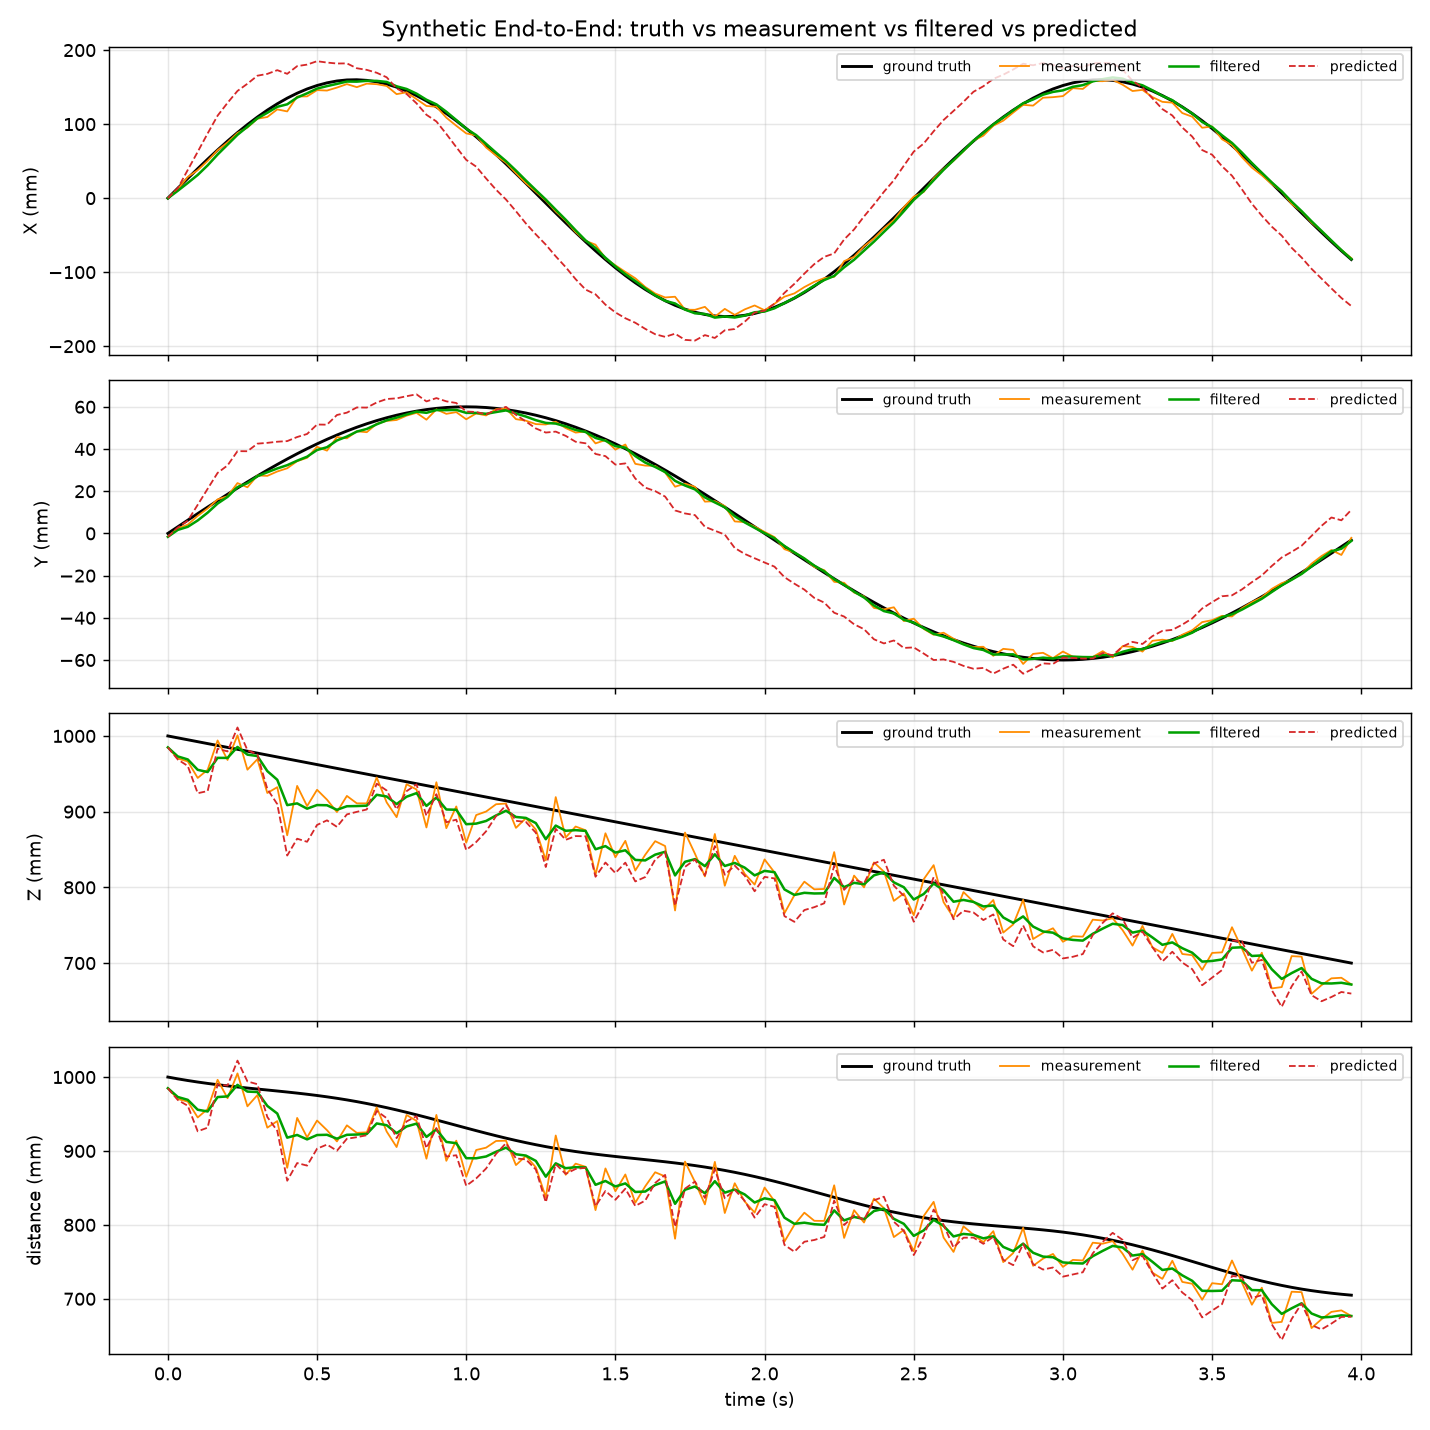 Synthetic End-to-End: truth vs measurement vs filtered vs predicted
ground truth measurement filtered predicted
200
100
0
−100
−200
X (mm)
ground truth measurement filtered predicted
60
40
20
0
−20
−40
−60
Y (mm)
ground truth measurement filtered predicted
1000
900
800
700
Z (mm)
ground truth measurement filtered predicted
1000
900
800
700
distance (mm)
0.0 0.5 1.0 1.5 2.0 2.5 3.0 3.5 4.0
time (s)